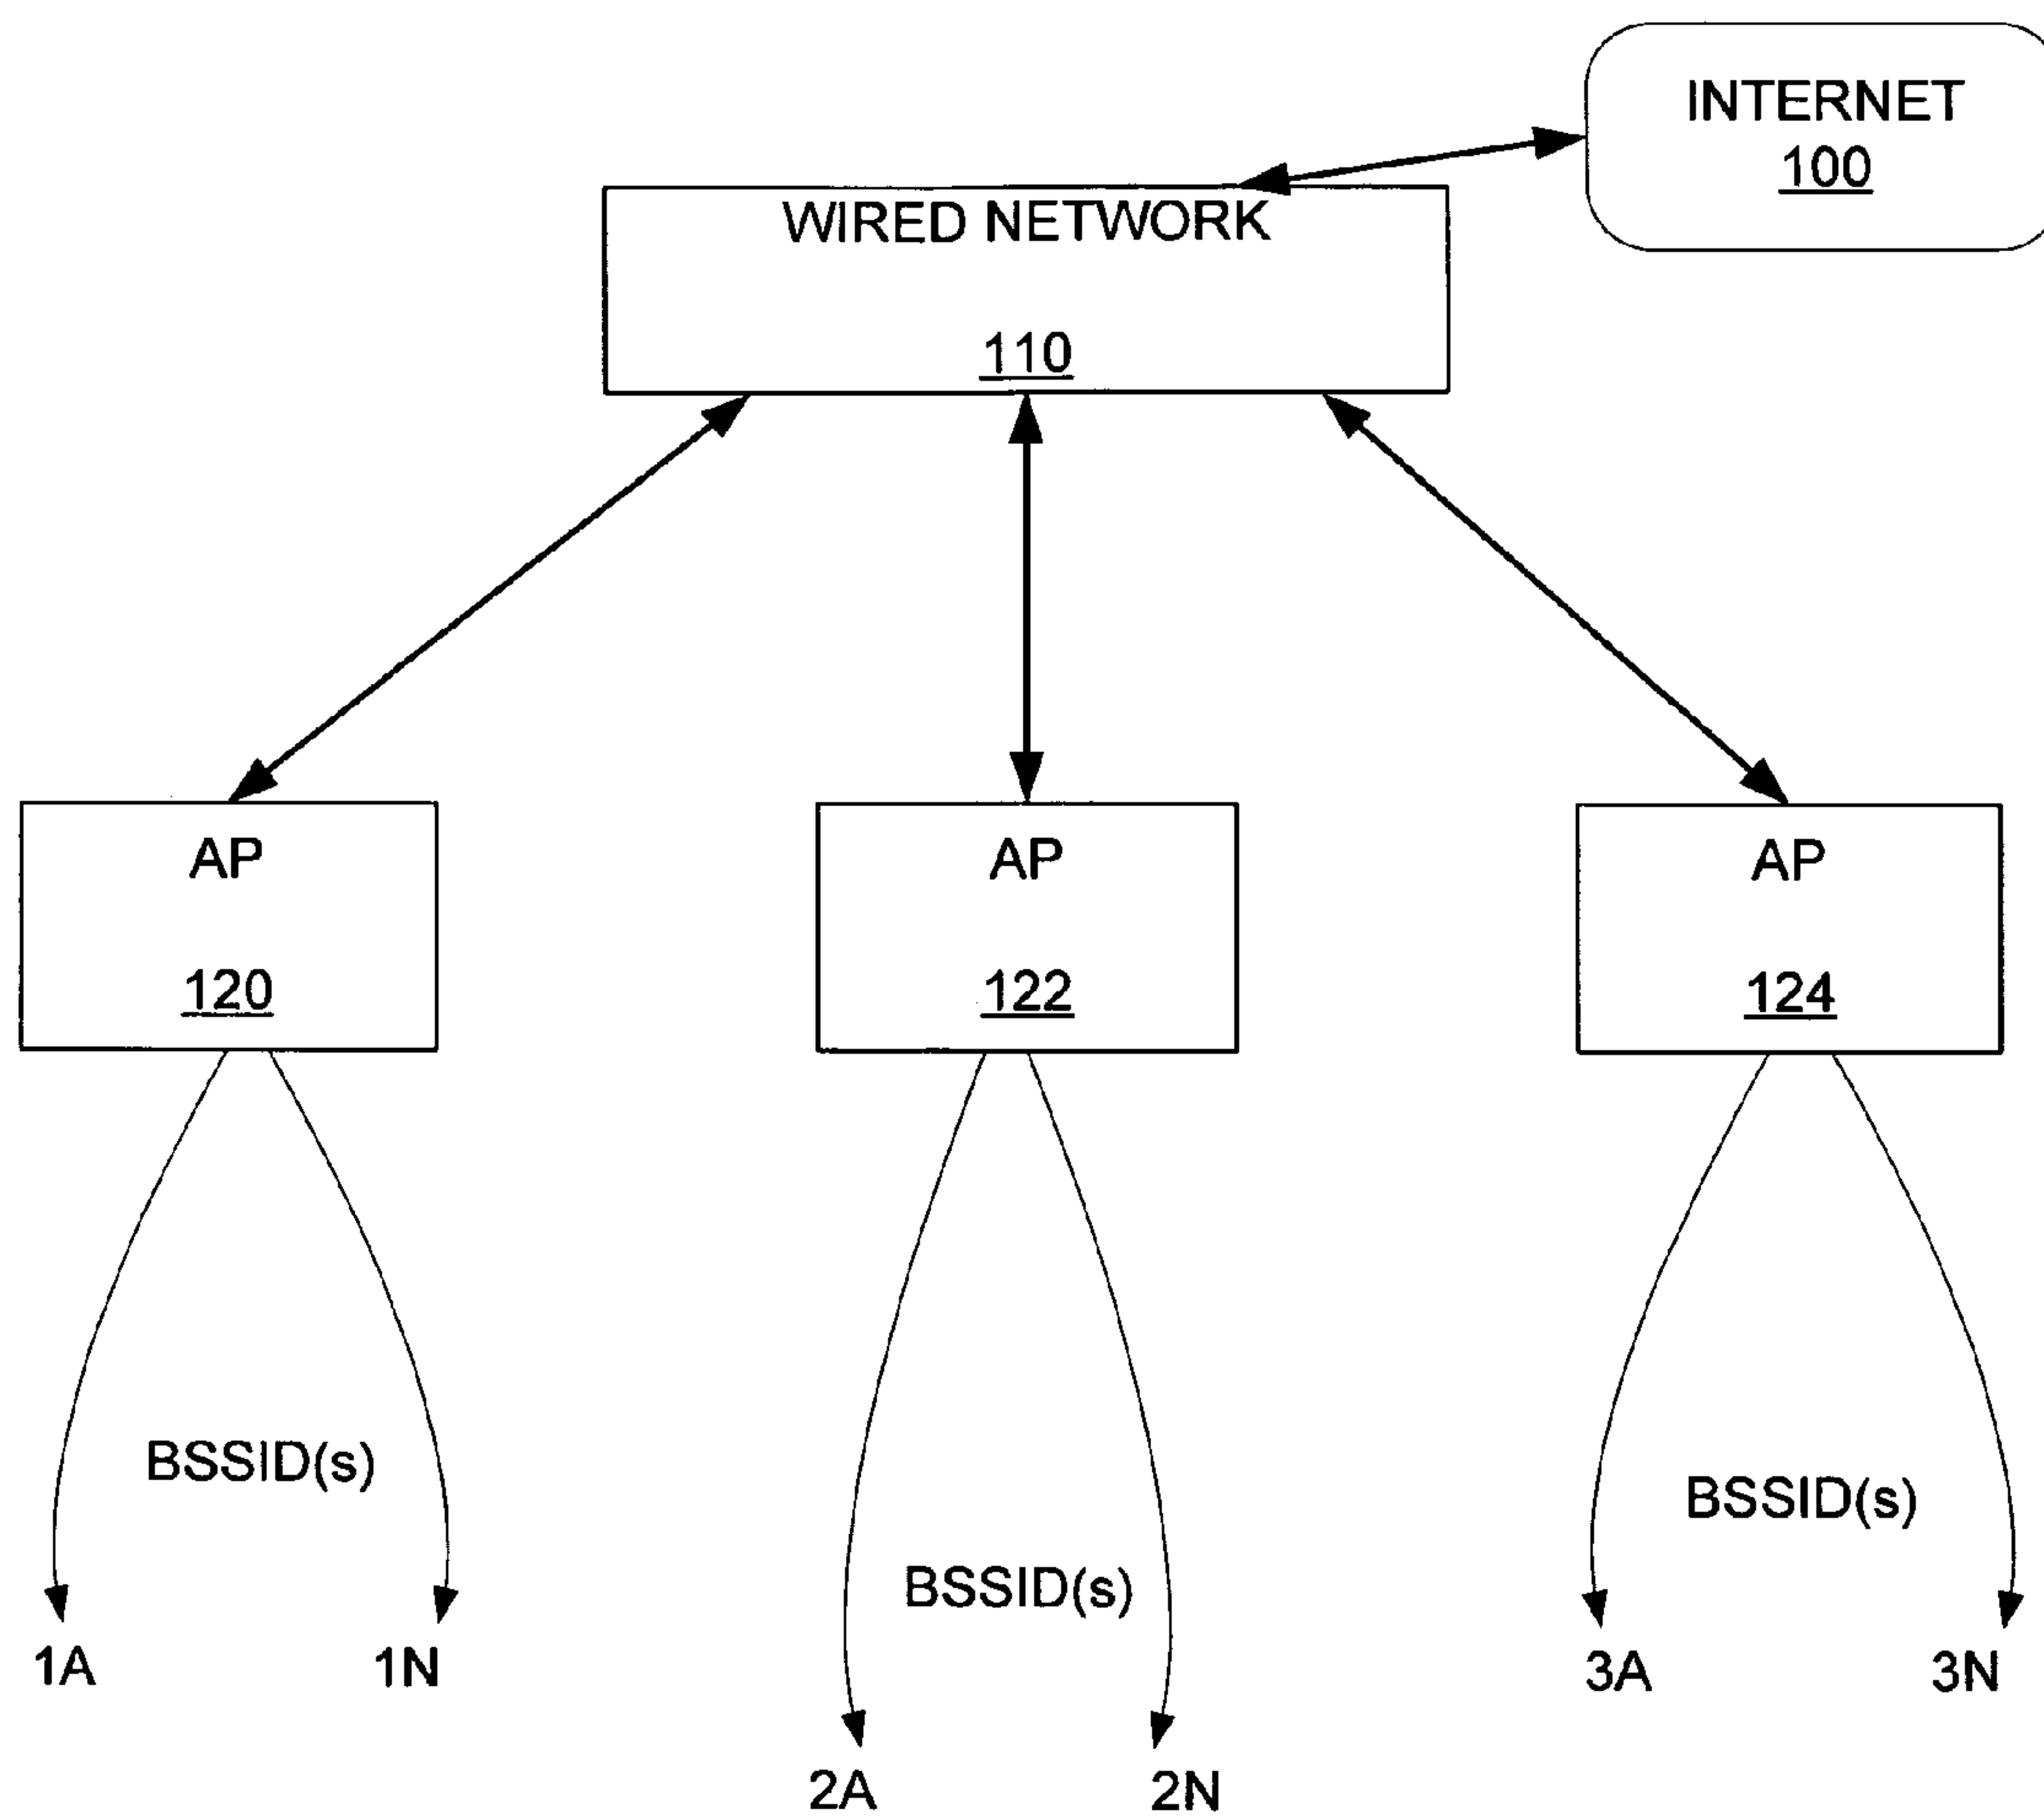 INTERNET
100
WIRED NETWORK
110
AP
120
AP
122
AP
124
BSSID(s)
BSSID(s)
BSSID(s)
1A
1N
2A
2N
3A
3N